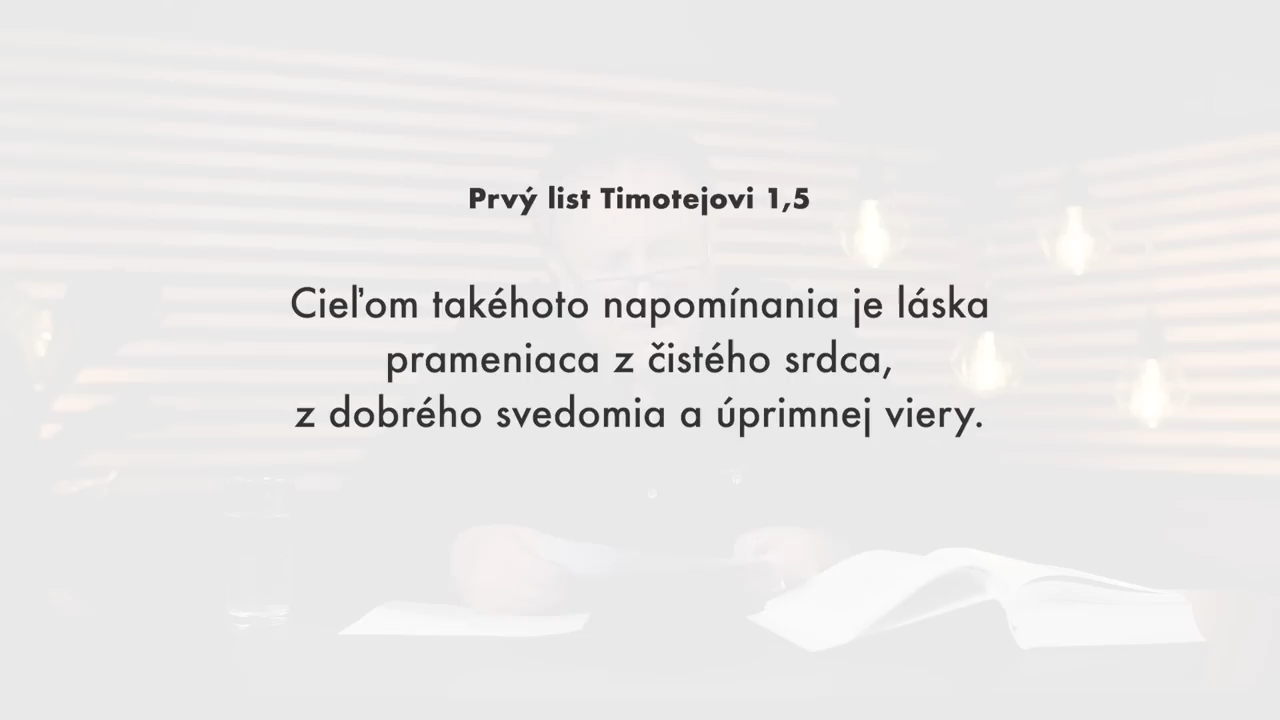 Prvý list Timotejovi 1,5
Cieľom takéhoto napomínania je láska
prameniaca z čistého srdca,
z dobrého svedomia a úprimnej viery.